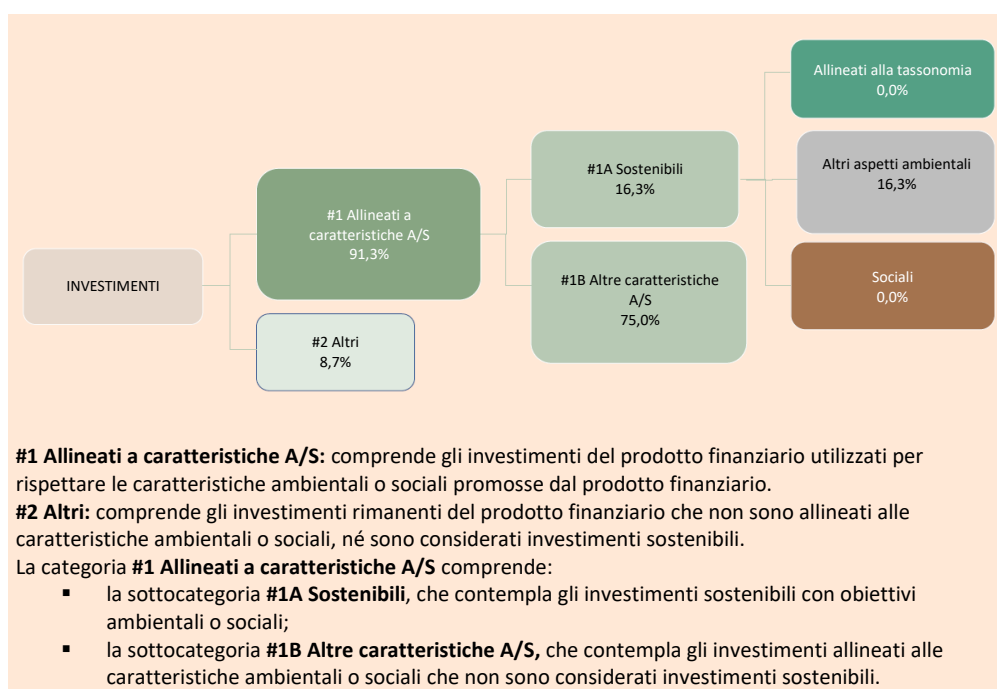 INVESTIMENTI
#1 Allineati a
caratteristiche A/S
91,3%
#2 Altri
8,7%
#1A Sostenibili
16,3%
#1B Altre caratteristiche
A/S
75,0%
Allineati alla tassonomia
0,0%
Altri aspetti ambientali
16,3%
Sociali
0,0%
#1 Allineati a caratteristiche A/S: comprende gli investimenti del prodotto finanziario utilizzati per
rispettare le caratteristiche ambientali o sociali promosse dal prodotto finanziario.
#2 Altri: comprende gli investimenti rimanenti del prodotto finanziario che non sono allineati alle
caratteristiche ambientali o sociali, né sono considerati investimenti sostenibili.
La categoria #1 Allineati a caratteristiche A/S comprende:
▪ la sottocategoria #1A Sostenibili, che contempla gli investimenti sostenibili con obiettivi
ambientali o sociali;
▪ la sottocategoria #1B Altre caratteristiche A/S, che contempla gli investimenti allineati alle
caratteristiche ambientali o sociali che non sono considerati investimenti sostenibili.